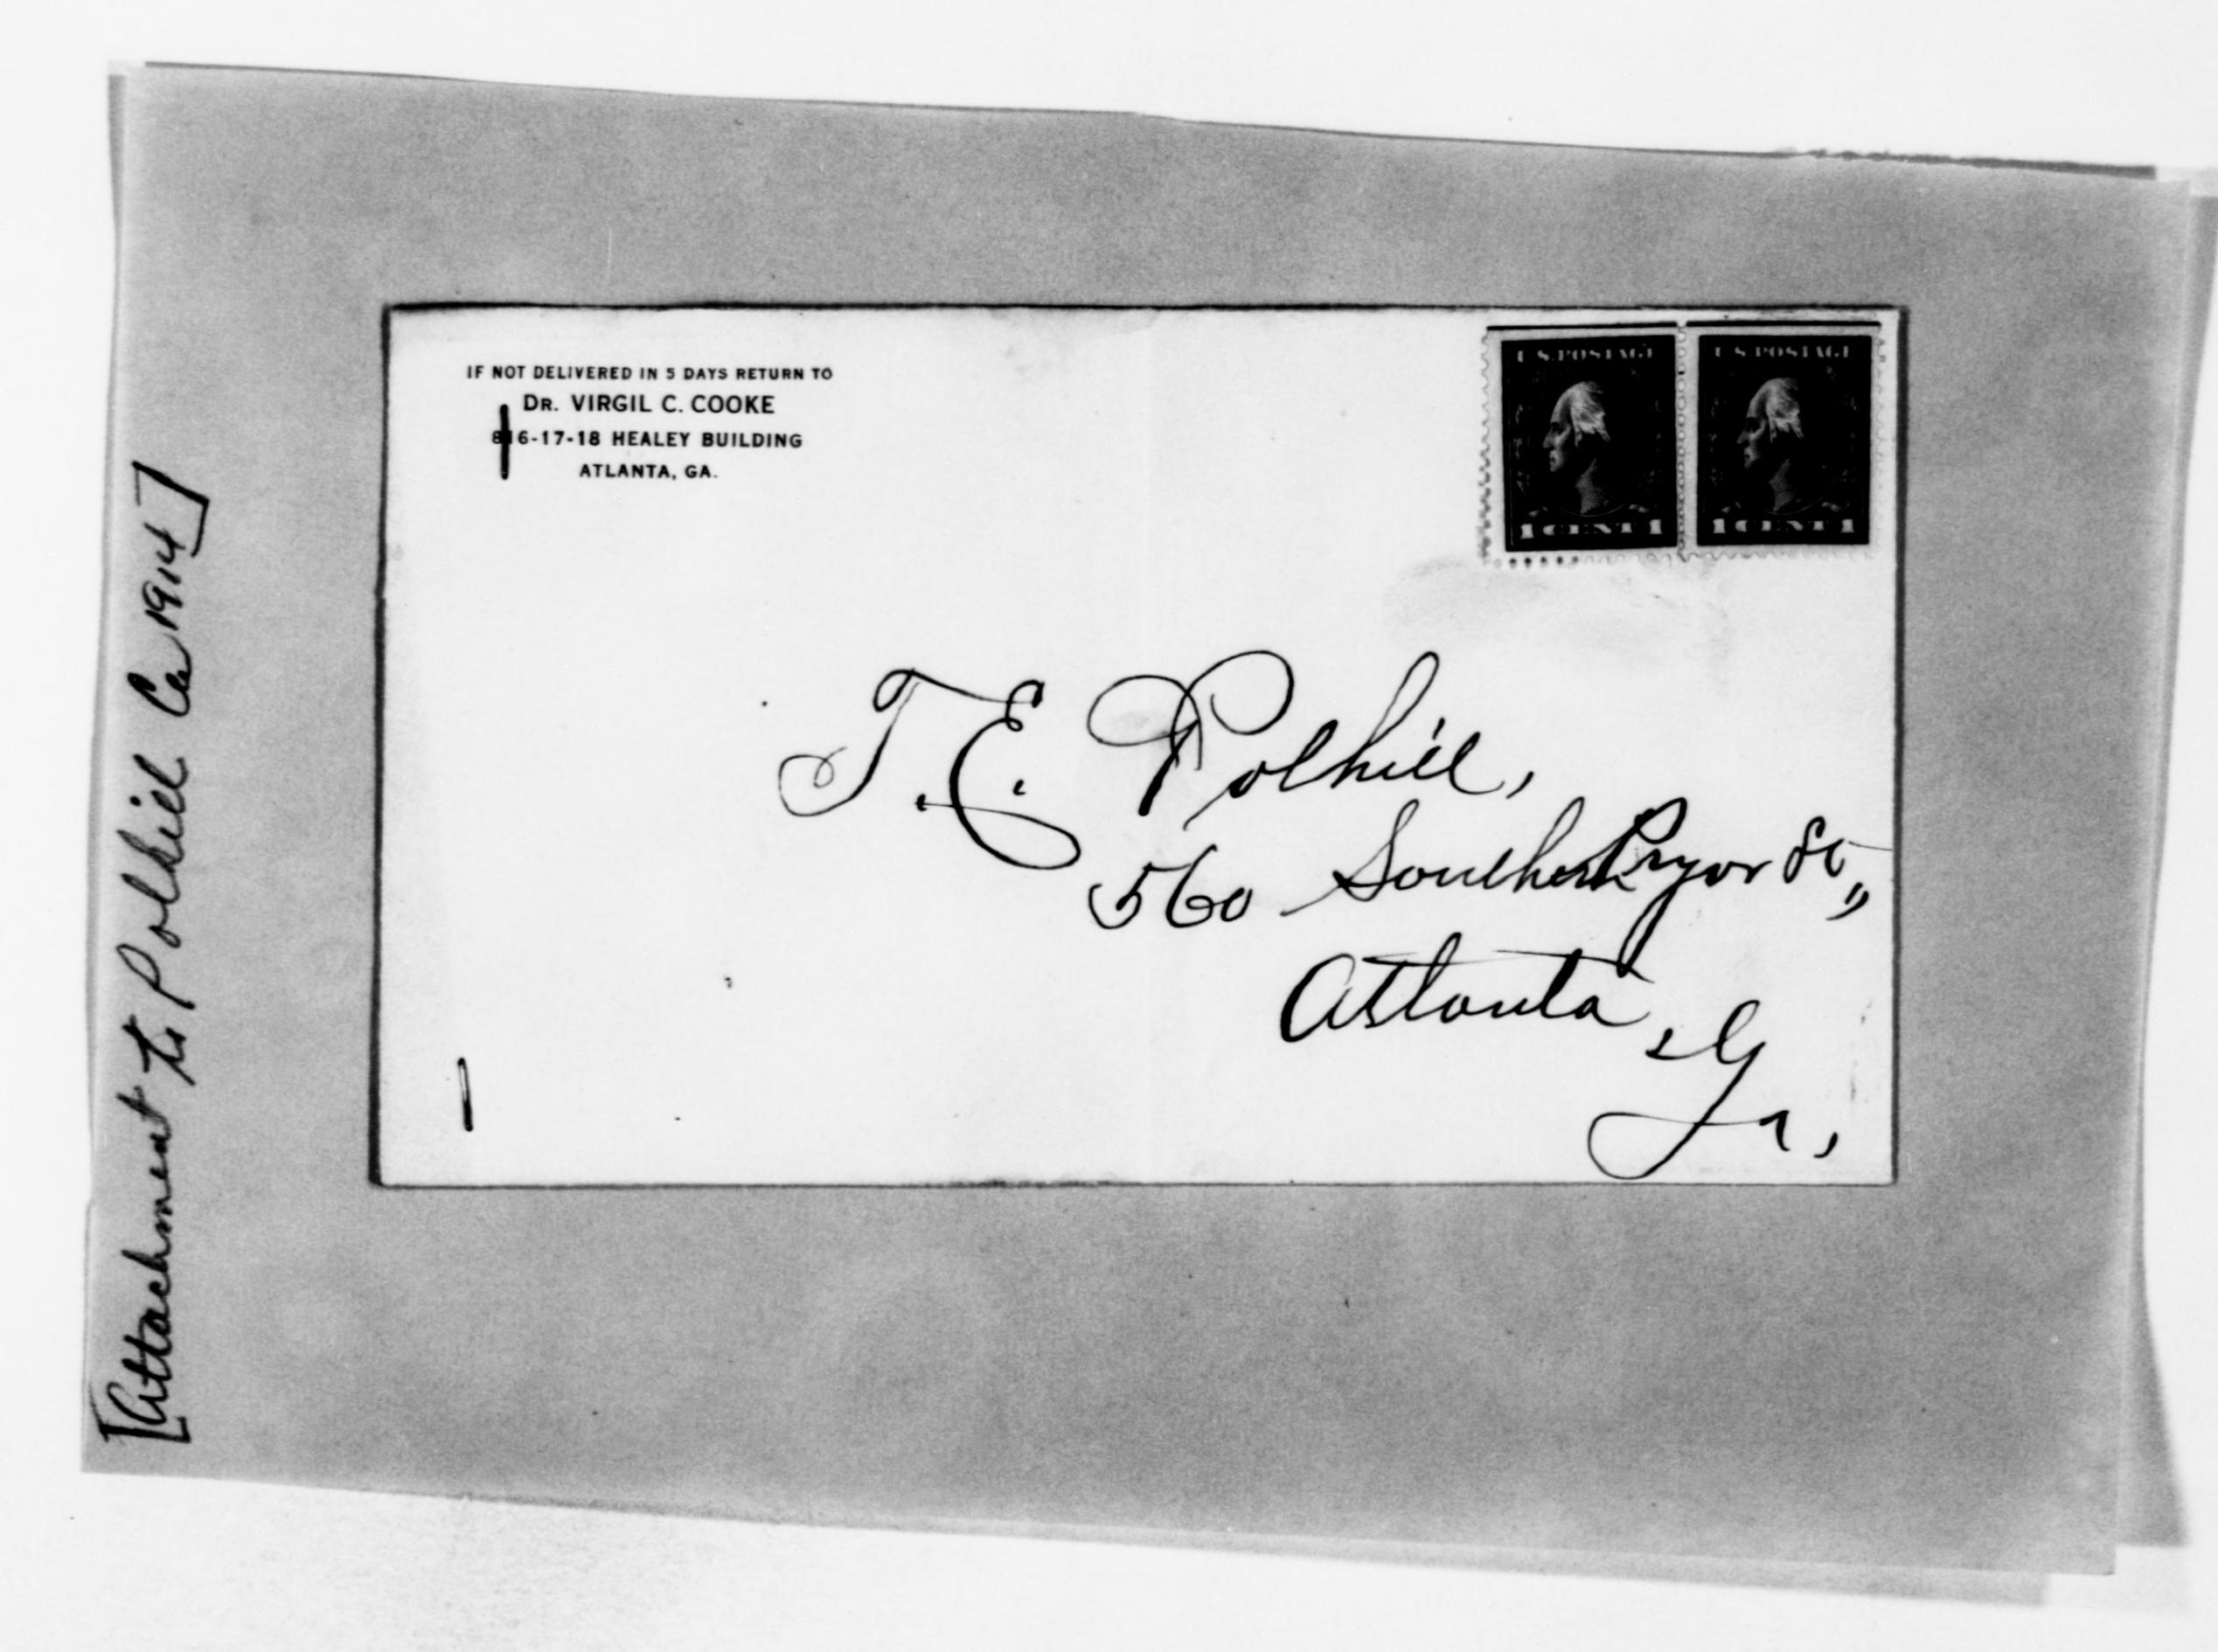 IF NOT DELIVERED IN 5 DAYS RETURN TO
DR. VIRGIL C. COOKE
816-17-18 HEALEY BUILDING
ATLANTA, GA.
U.S. POSTAGE
1 CENT 1
U.S. POSTAGE
1 CENT 1
T. E. Polhill,
560 South Pryor St,,
Atlanta,
Ga,
[Attachment to Polhill Ca 1914]